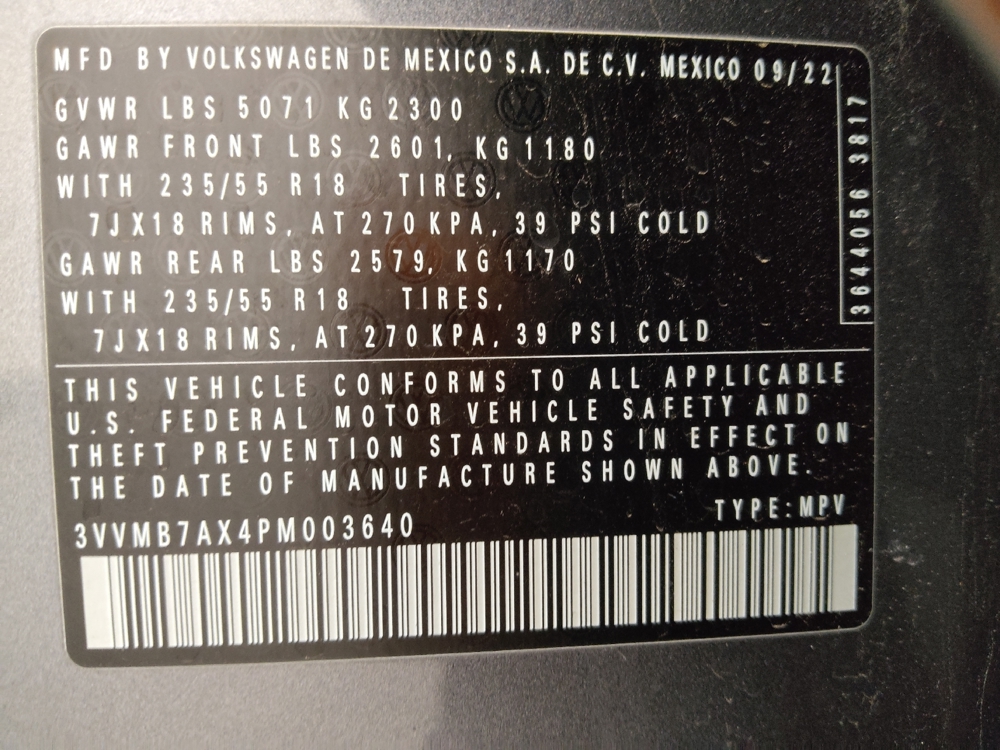 MFD BY VOLKSWAGEN DE MEXICO S.A. DE C.V. MEXICO 09/22
GVWR LBS 5071 KG 2300
GAWR FRONT LBS 2601, KG 1180
WITH 235/55 R18 TIRES,
7JX18 RIMS, AT 270 KPA, 39 PSI COLD
GAWR REAR LBS 2579, KG 1170
WITH 235/55 R18 TIRES,
7JX18 RIMS, AT 270 KPA, 39 PSI COLD
3644056 3817
THIS VEHICLE CONFORMS TO ALL APPLICABLE
U.S. FEDERAL MOTOR VEHICLE SAFETY AND
THEFT PREVENTION STANDARDS IN EFFECT ON
THE DATE OF MANUFACTURE SHOWN ABOVE.
TYPE:MPV
3VVMB7AX4PM003640